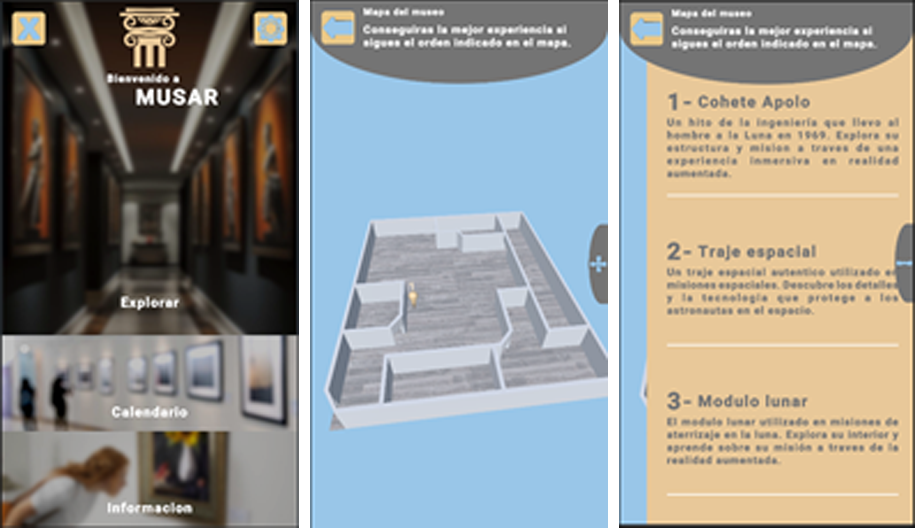 Bienvenido a
MUSAR
Explorar
Calendario
Informacion
Mapa del museo
Conseguiras la mejor experiencia si
sigues el orden indicado en el mapa.
Mapa del museo
Conseguiras la mejor experiencia si
sigues el orden indicado en el mapa.
1- Cohete Apolo
Un hito de la ingenieria que llevo al
hombre a la Luna en 1969. Explora su
estructura y mision a traves de una
experiencia inmersiva en realidad
aumentada.
2- Traje espacial
Un traje espacial autentico utilizado en
misiones espaciales. Descubre los detalles
y la tecnologia que protege a los
astronautas en el espacio.
3- Modulo lunar
El modulo lunar utilizado en misiones de
aterrizaje en la luna. Explora su interior y
aprende sobre su misión a traves de la
realidad aumentada.